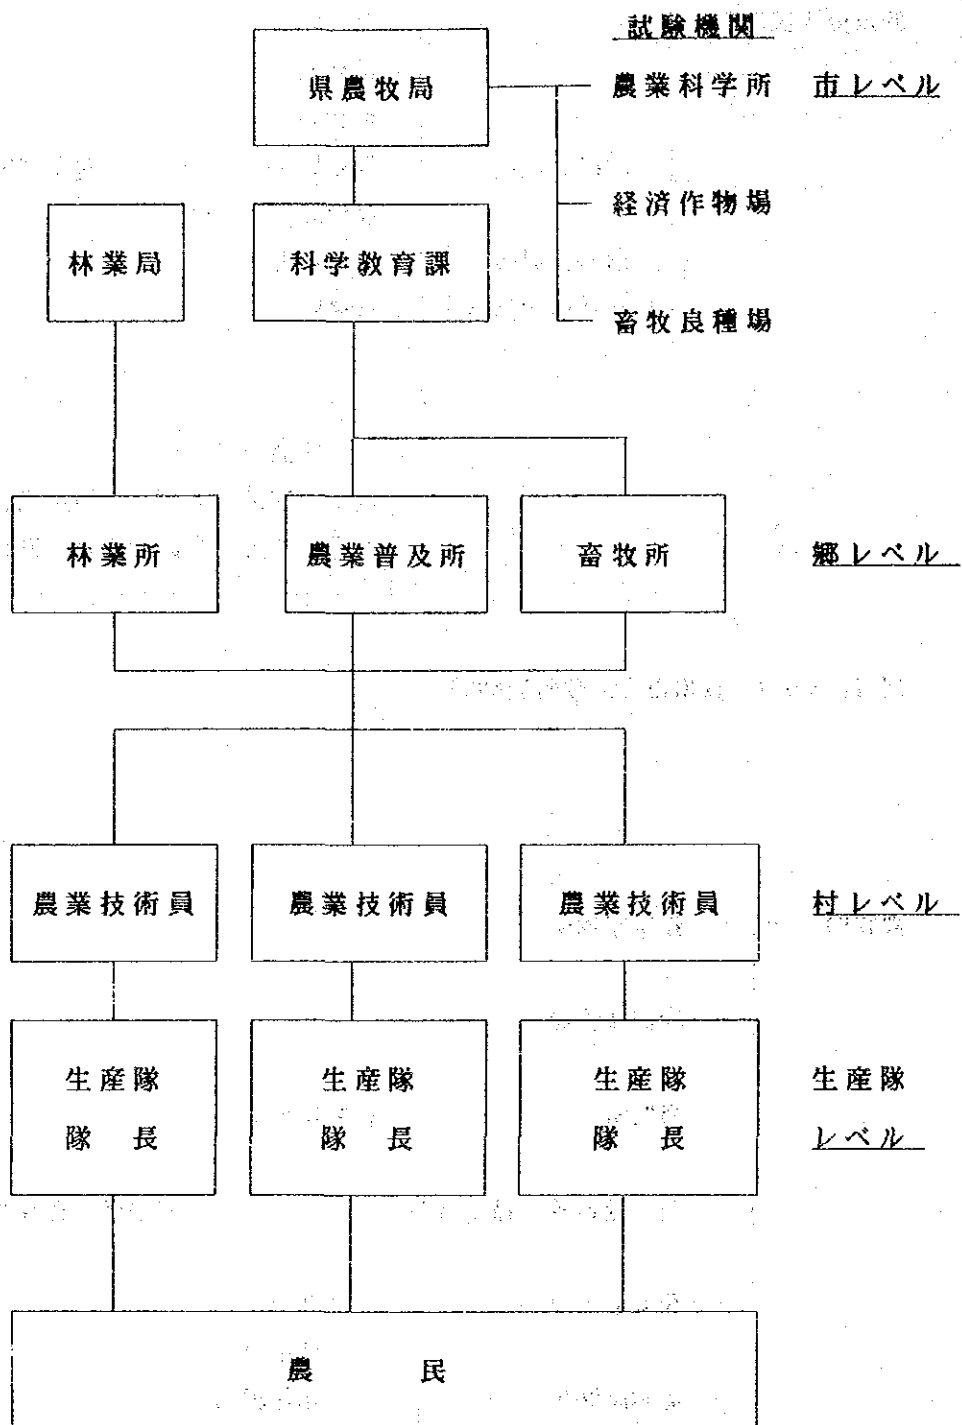 試験機関
県農牧局 農業科学所 市レベル
経済作物場
林業局 科学教育課
畜牧良種場
林業所 農業普及所 畜牧所 郷レベル
農業技術員 農業技術員 農業技術員 村レベル
生産隊 生産隊 生産隊 生産隊
隊長 隊長 隊長 レベル
農民